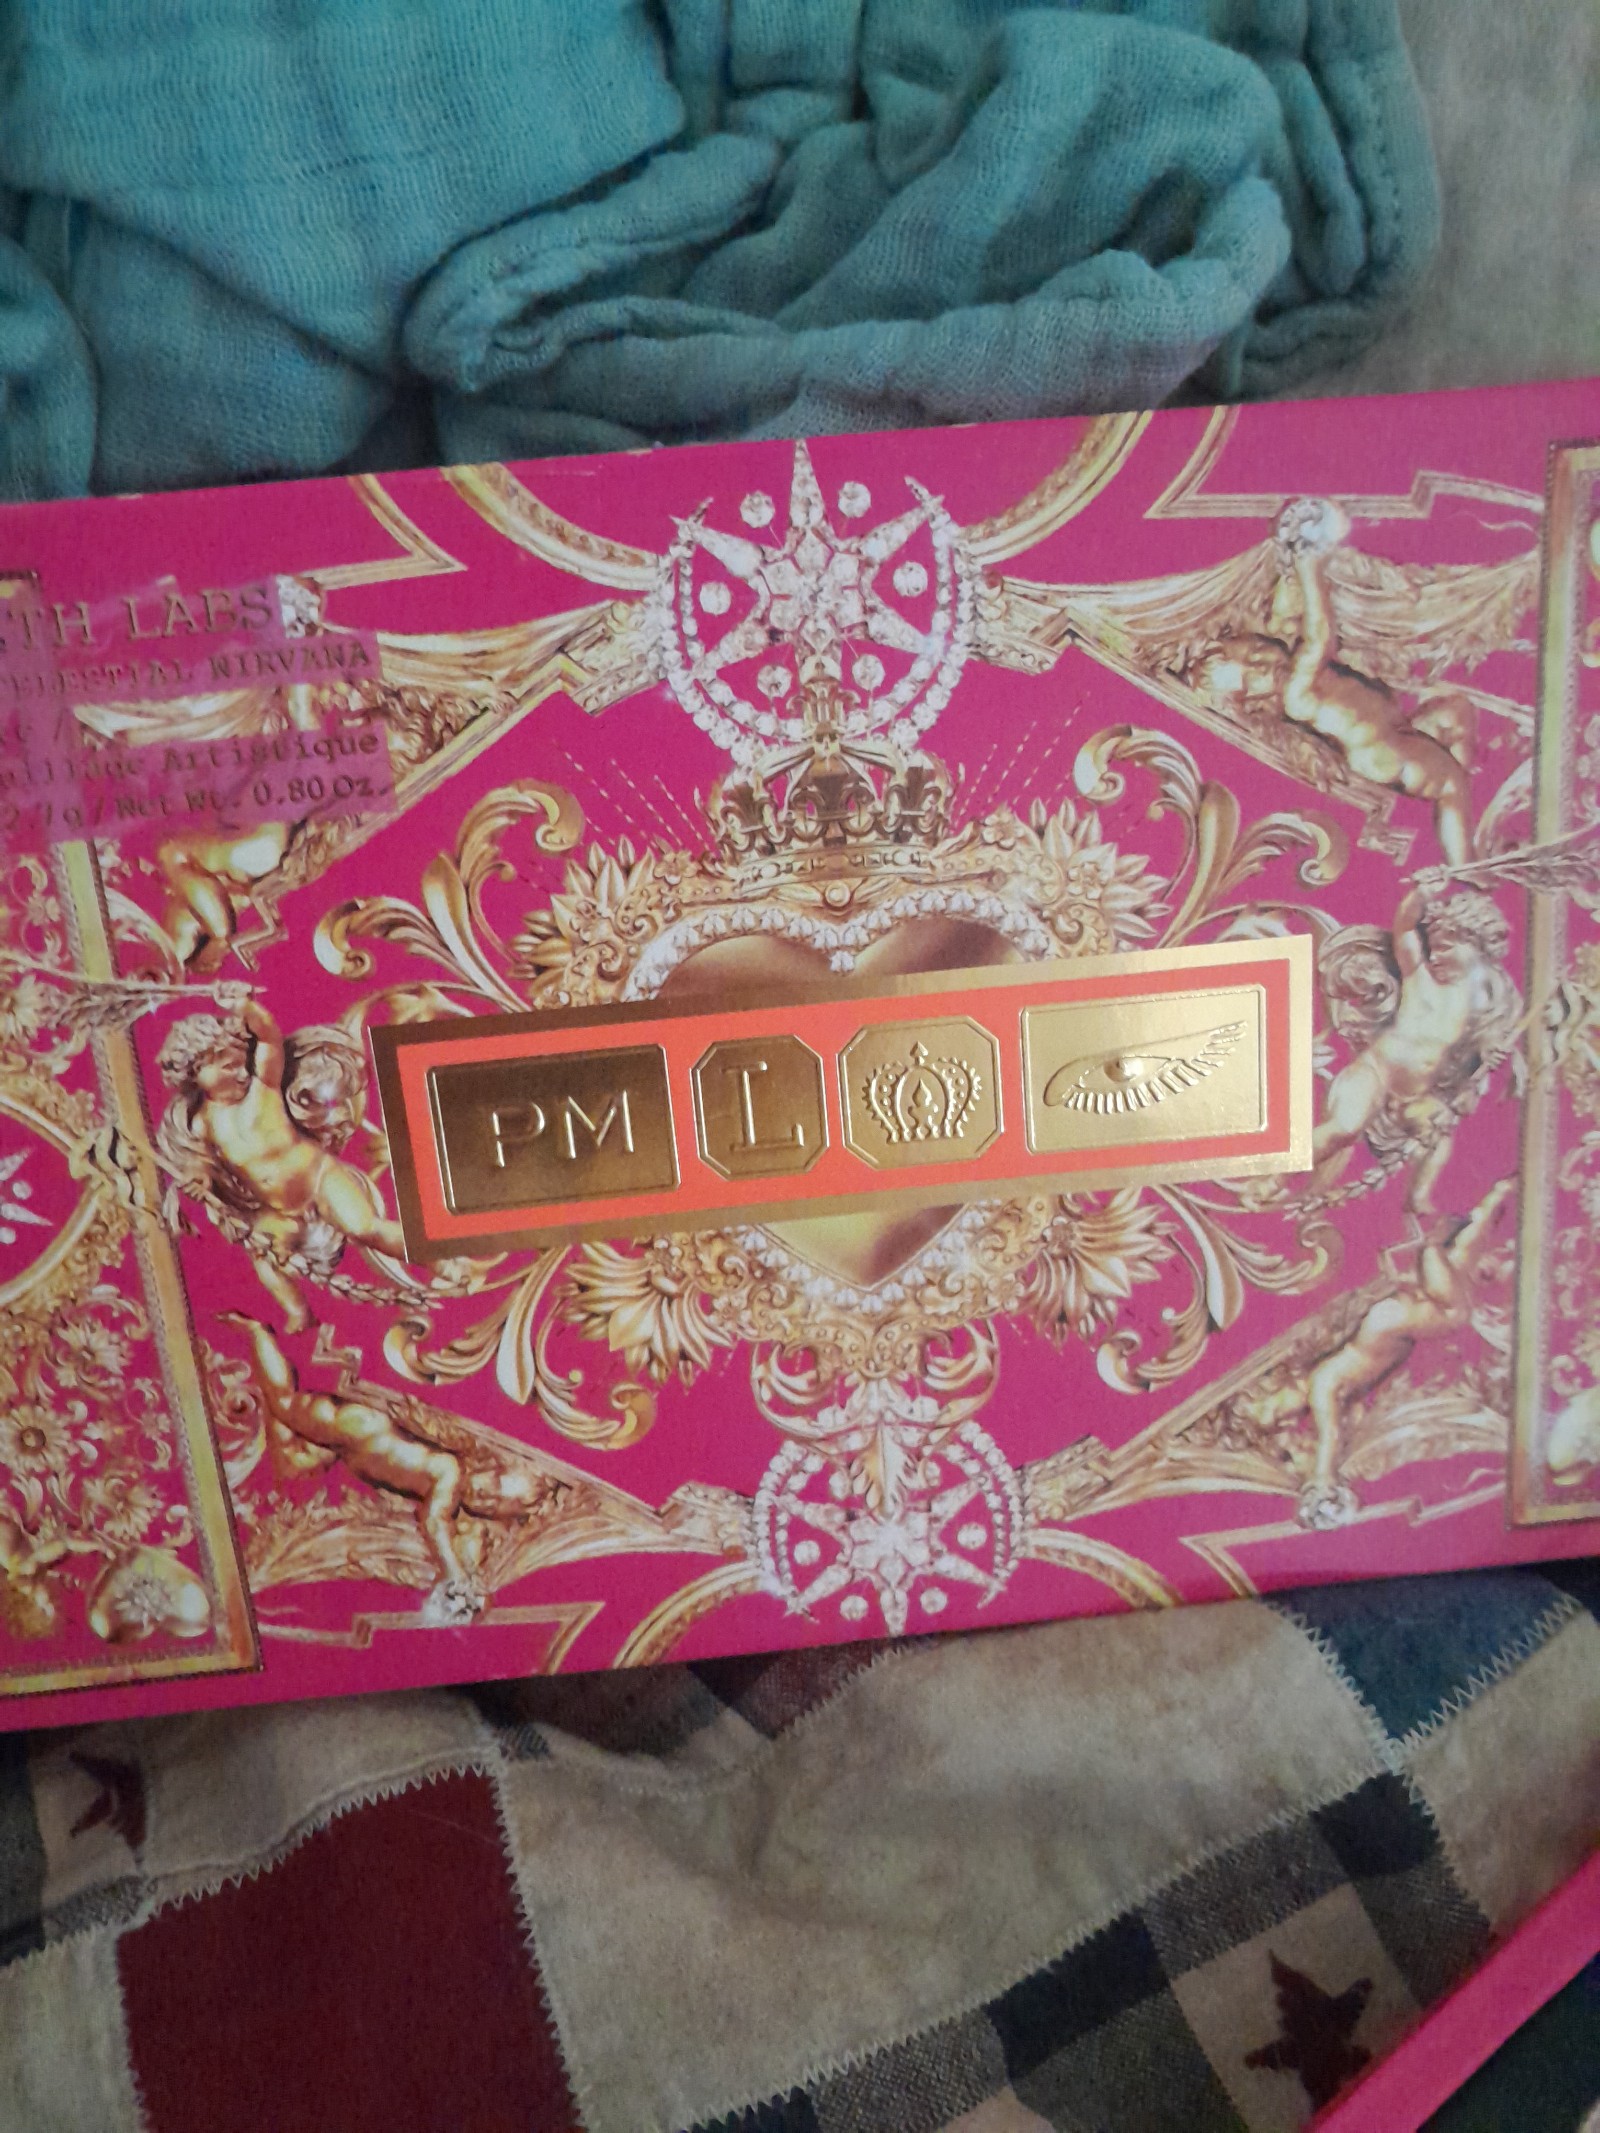 TH LABS
CELESTIAL NIRVANA
Artistique
Net Wt. 0.80 Oz.
PM L